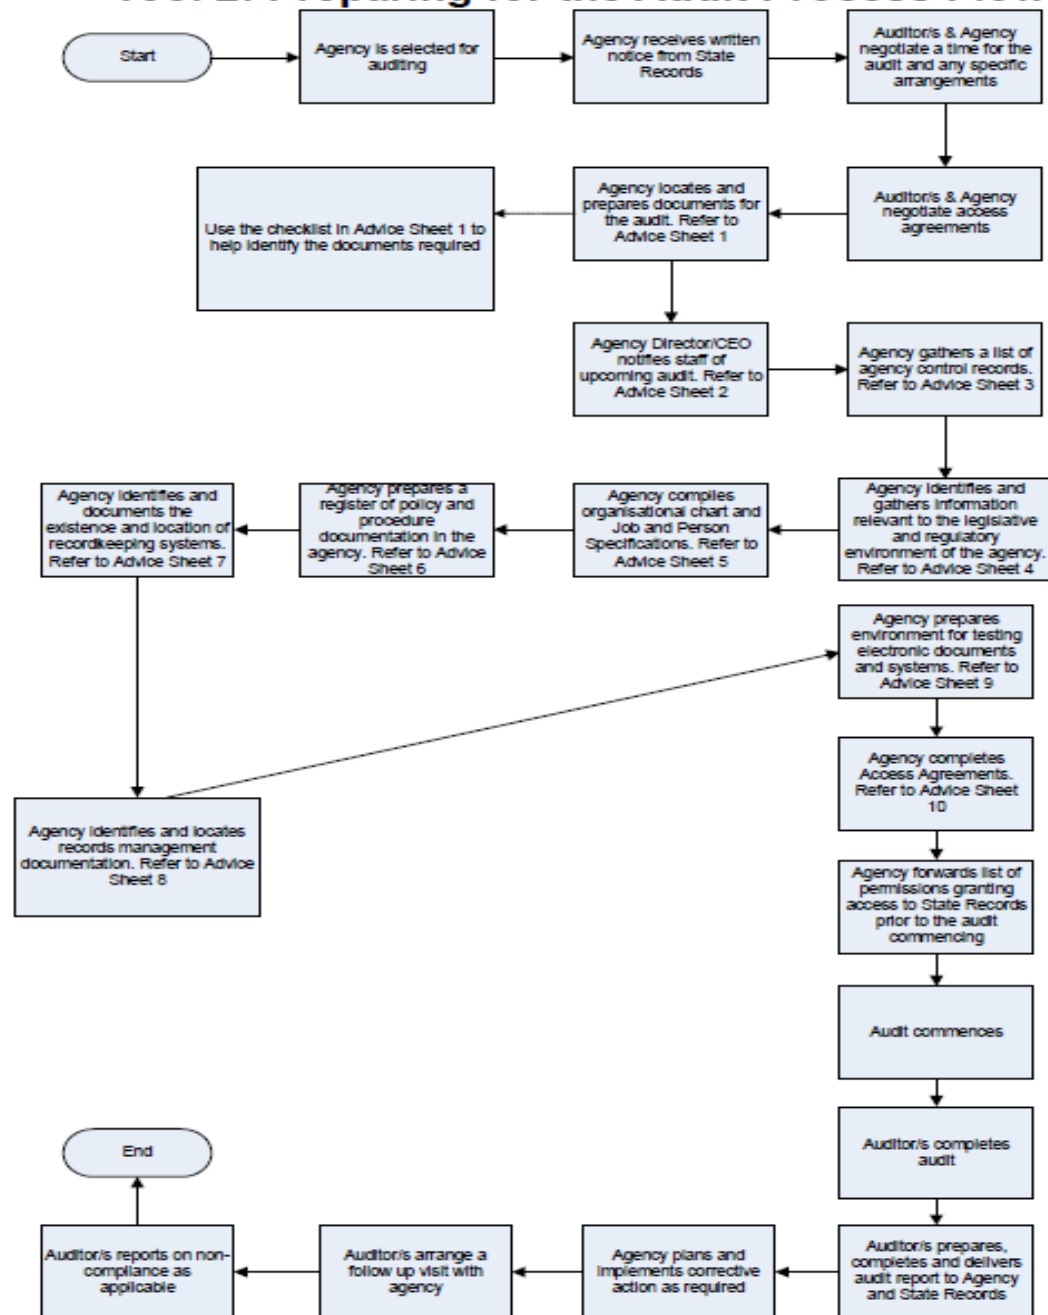 Tool 2: Preparing for the Audit Process Flow
Start
Agency is selected for
auditing
Agency receives written
notice from State
Records
Auditor/s & Agency
negotiate a time for the
audit and any specific
arrangements
Auditor/s & Agency
negotiate access
agreements
Agency locates and
prepares documents for
the audit. Refer to
Advice Sheet 1
Use the checklist in Advice Sheet 1 to
help identify the documents required
Agency Director/CEO
notifies staff of
upcoming audit. Refer to
Advice Sheet 2
Agency gathers a list of
agency control records.
Refer to Advice Sheet 3
Agency identifies and
gathers information
relevant to the legislative
and regulatory
environment of the agency.
Refer to Advice Sheet 4
Agency compiles
organisational chart and
Job and Person
Specifications. Refer to
Advice Sheet 5
Agency prepares a
register of policy and
procedure
documentation in the
agency. Refer to Advice
Sheet 6
Agency identifies and
documents the
existence and location of
recordkeeping systems.
Refer to Advice Sheet 7
Agency identifies and locates
records management
documentation. Refer to Advice
Sheet 8
Agency prepares
environment for testing
electronic documents
and systems. Refer to
Advice Sheet 9
Agency completes
Access Agreements.
Refer to Advice Sheet
10
Agency forwards list of
permissions granting
access to State Records
prior to the audit
commencing
Audit commences
Auditor/s completes
audit
Auditor/s prepares,
completes and delivers
audit report to Agency
and State Records
Agency plans and
implements corrective
action as required
Auditor/s arrange a
follow up visit with
agency
Auditor/s reports on non-
compliance as
applicable
End